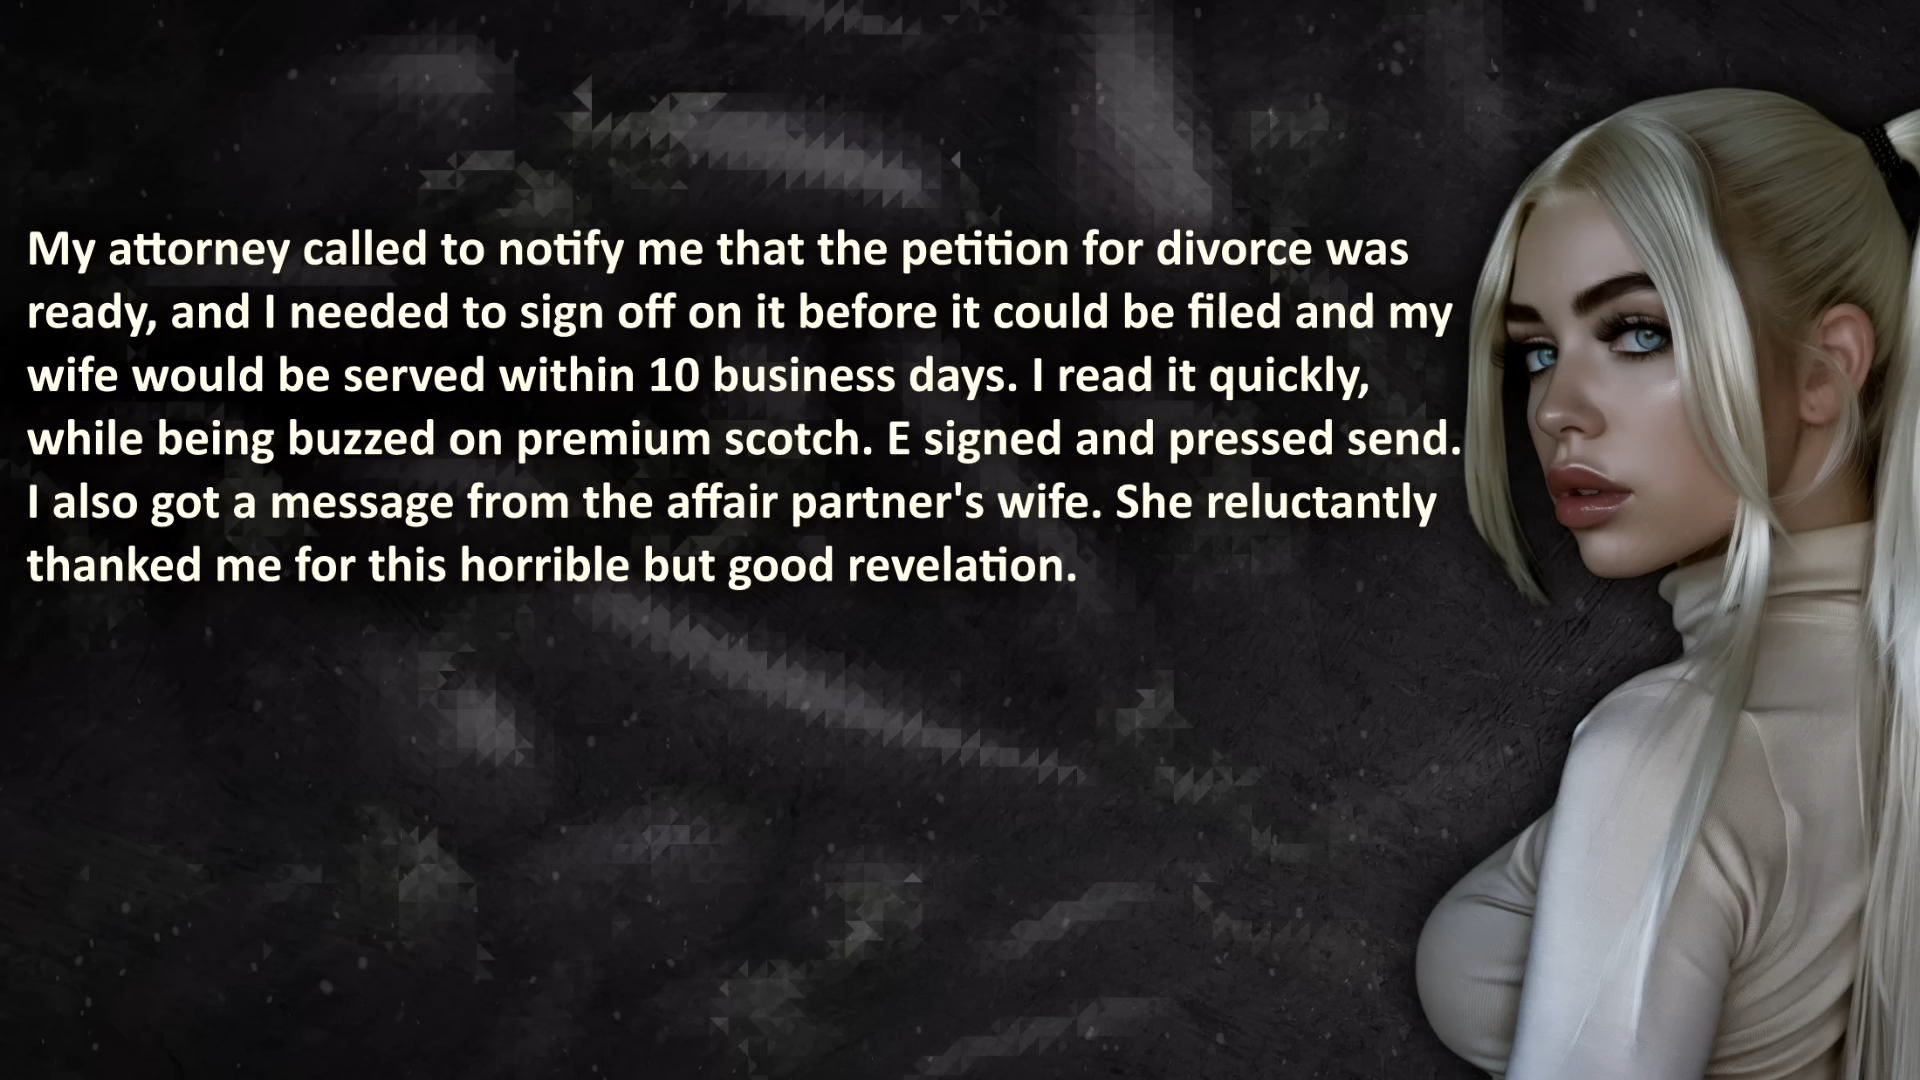 My attorney called to notify me that the petition for divorce was
ready, and I needed to sign off on it before it could be filed and my
wife would be served within 10 business days. I read it quickly,
while being buzzed on premium scotch. E signed and pressed send.
I also got a message from the affair partner's wife. She reluctantly
thanked me for this horrible but good revelation.